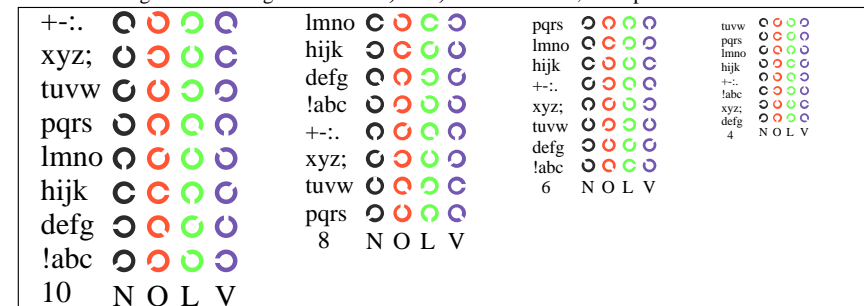 +-:.
xyz;
tuvw
pqrs
lmno
hijk
defg
!abc
10 N O L V
lmno
hijk
defg
!abc
+-:.
xyz;
tuvw
pqrs
8 N O L V
pqrs
lmno
hijk
+-:.
xyz;
tuvw
defg
!abc
6 N O L V
tuvw
pqrs
lmno
hijk
+-:.
!abc
xyz;
defg
4 N O L V